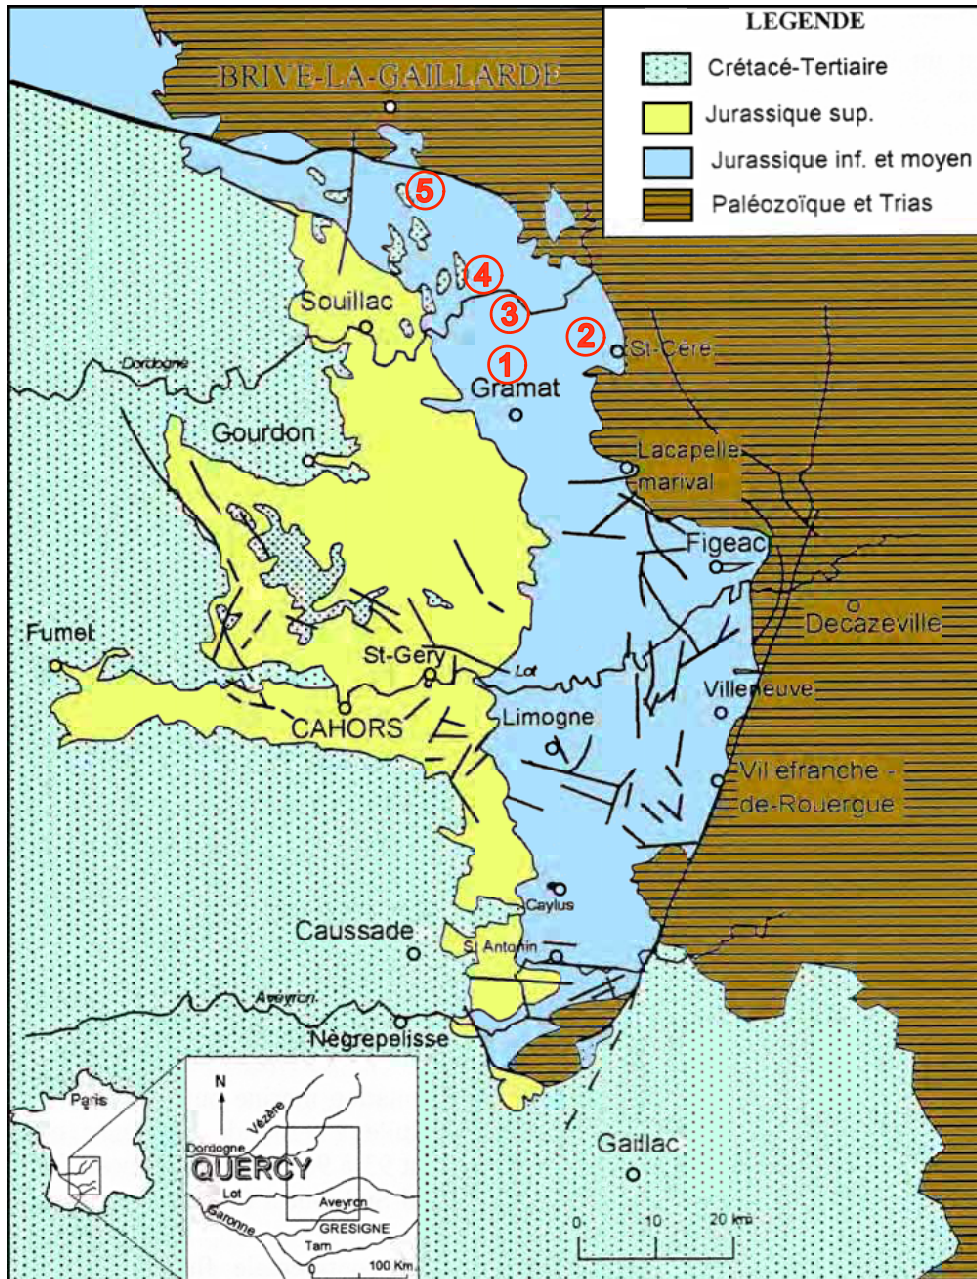 LEGENDE
Crétacé-Tertiaire
Jurassique sup.
Jurassique inf. et moyen
Paléozoïque et Trias
BRIVE-LA-GAILLARDE
5
4
Souillac
3
2
St-Céré
Dordogne
1
Gramat
Gourdon
Lacapelle
marival
Figeac
Decazeville
Fumel
St-Géry
Lot
Villeneuve
CAHORS
Limogne
Villefranche -
de-Rouergue
Caylus
Caussade
St Antonin
Aveyron
Nègrepelisse
Paris
N
Vézère
Dordogne
QUERCY
Lot
Aveyron
Garonne
GRESIGNE
Tarn
0
100 Km.
Gaillac
0 10 20 km